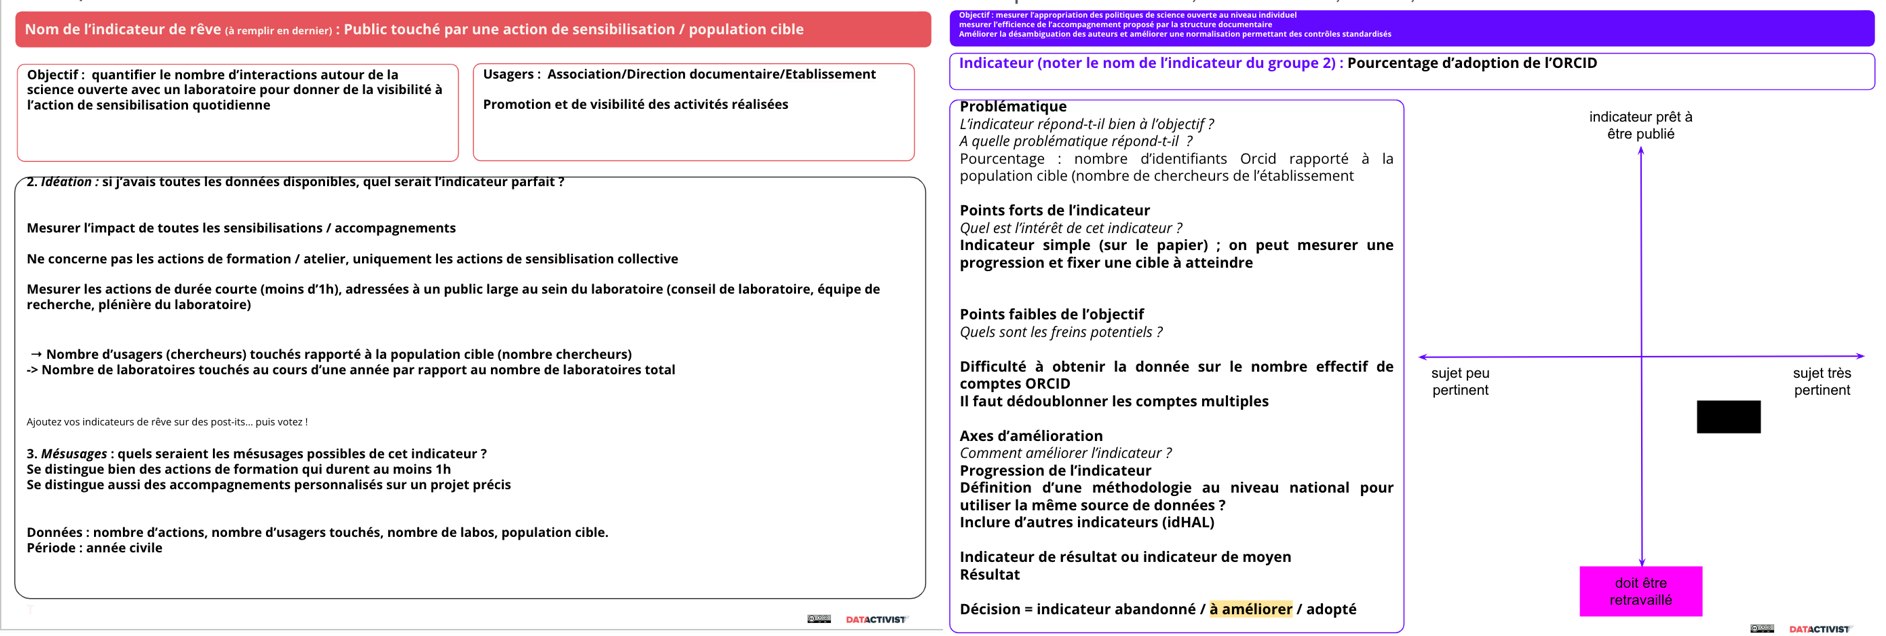 Nom de l’indicateur de rêve (à remplir en dernier) : Public touché par une action de sensibilisation / population cible
Objectif : quantifier le nombre d’interactions autour de la
science ouverte avec un laboratoire pour donner de la visibilité à
l’action de sensibilisation quotidienne
Usagers : Association/Direction documentaire/Etablissement
Promotion et de visibilité des activités réalisées
2. Idéation : si j’avais toutes les données disponibles, quel serait l’indicateur parfait ?
Mesurer l’impact de toutes les sensibilisations / accompagnements
Ne concerne pas les actions de formation / atelier, uniquement les actions de sensiblisation collective
Mesurer les actions de durée courte (moins d’1h), adressées à un public large au sein du laboratoire (conseil de laboratoire, équipe de
recherche, plénière du laboratoire)
→ Nombre d’usagers (chercheurs) touchés rapporté à la population cible (nombre chercheurs)
-> Nombre de laboratoires touchés au cours d’une année par rapport au nombre de laboratoires total
Ajoutez vos indicateurs de rêve sur des post-its... puis votez !
3. Mésusages : quels seraient les mésusages possibles de cet indicateur ?
Se distingue bien des actions de formation qui durent au moins 1h
Se distingue aussi des accompagnements personnalisés sur un projet précis
Données : nombre d’actions, nombre d’usagers touchés, nombre de labos, population cible.
Période : année civile
T
DATACTIVIST
Objectif : mesurer l’appropriation des politiques de science ouverte au niveau individuel
mesurer l’efficience de l’accompagnement proposé par la structure documentaire
Améliorer la désambiguation des auteurs et améliorer une normalisation permettant des contrôles standardisés
Indicateur (noter le nom de l’indicateur du groupe 2) : Pourcentage d’adoption de l’ORCID
Problématique
L’indicateur répond-t-il bien à l’objectif ?
A quelle problématique répond-t-il ?
Pourcentage : nombre d’identifiants Orcid rapporté à la
population cible (nombre de chercheurs de l’établissement
Points forts de l’indicateur
Quel est l’intérêt de cet indicateur ?
Indicateur simple (sur le papier) ; on peut mesurer une
progression et fixer une cible à atteindre
Points faibles de l’objectif
Quels sont les freins potentiels ?
Difficulté à obtenir la donnée sur le nombre effectif de
comptes ORCID
Il faut dédoublonner les comptes multiples
Axes d’amélioration
Comment améliorer l’indicateur ?
Progression de l’indicateur
Définition d’une méthodologie au niveau national pour
utiliser la même source de données ?
Inclure d’autres indicateurs (idHAL)
Indicateur de résultat ou indicateur de moyen
Résultat
Décision = indicateur abandonné / à améliorer / adopté
indicateur prêt à
être publié
sujet peu
pertinent
sujet très
pertinent
doit être
retravaillé
DATACTIVIST